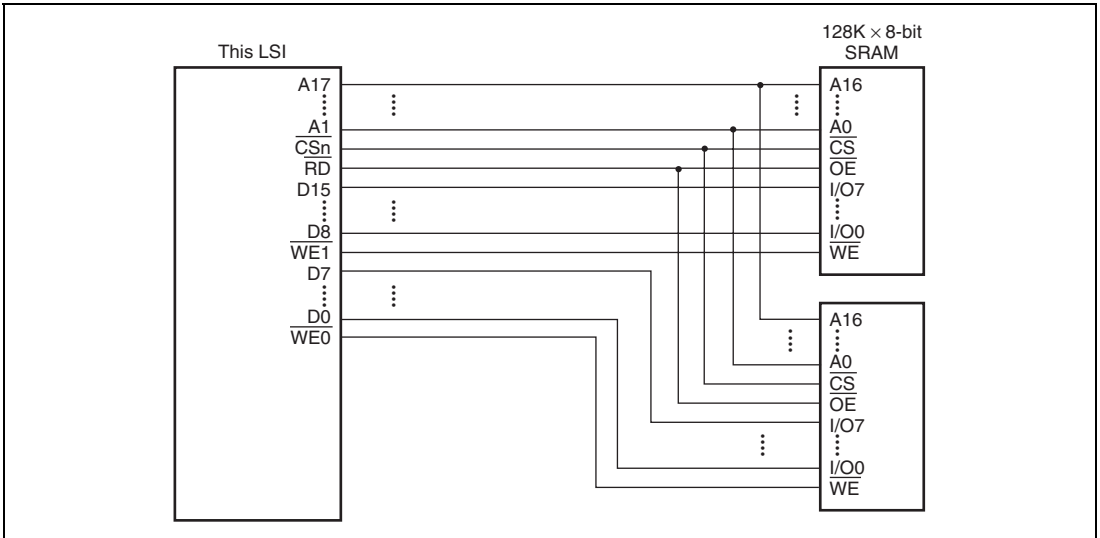 This LSI
A17
A1
CSn
RD
D15
D8
WE1
D7
D0
WE0
128K × 8-bit
SRAM
A16
A0
CS
OE
I/O7
I/O0
WE
A16
A0
CS
OE
I/O7
I/O0
WE